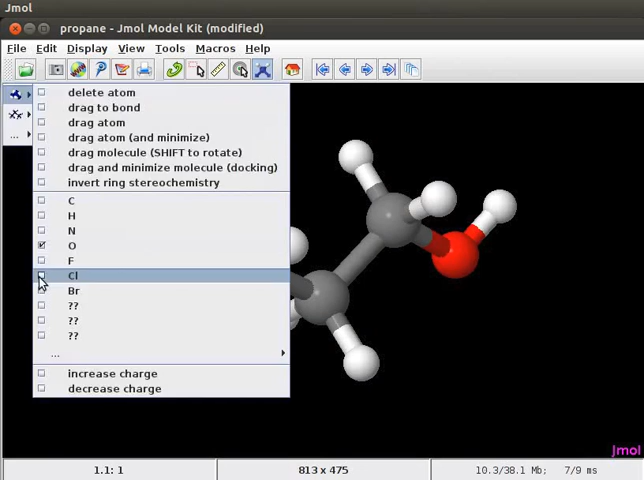 Jmol
propane - Jmol Model Kit (modified)
File Edit Display View Tools Macros Help
delete atom
drag to bond
drag atom
drag atom (and minimize)
drag molecule (SHIFT to rotate)
drag and minimize molecule (docking)
invert ring stereochemistry
C
H
N
O
F
Cl
Br
??
??
??
...
...
increase charge
decrease charge
Jmol
1.1: 1 813 x 475 10.3/38.1 Mb; 7/9 ms